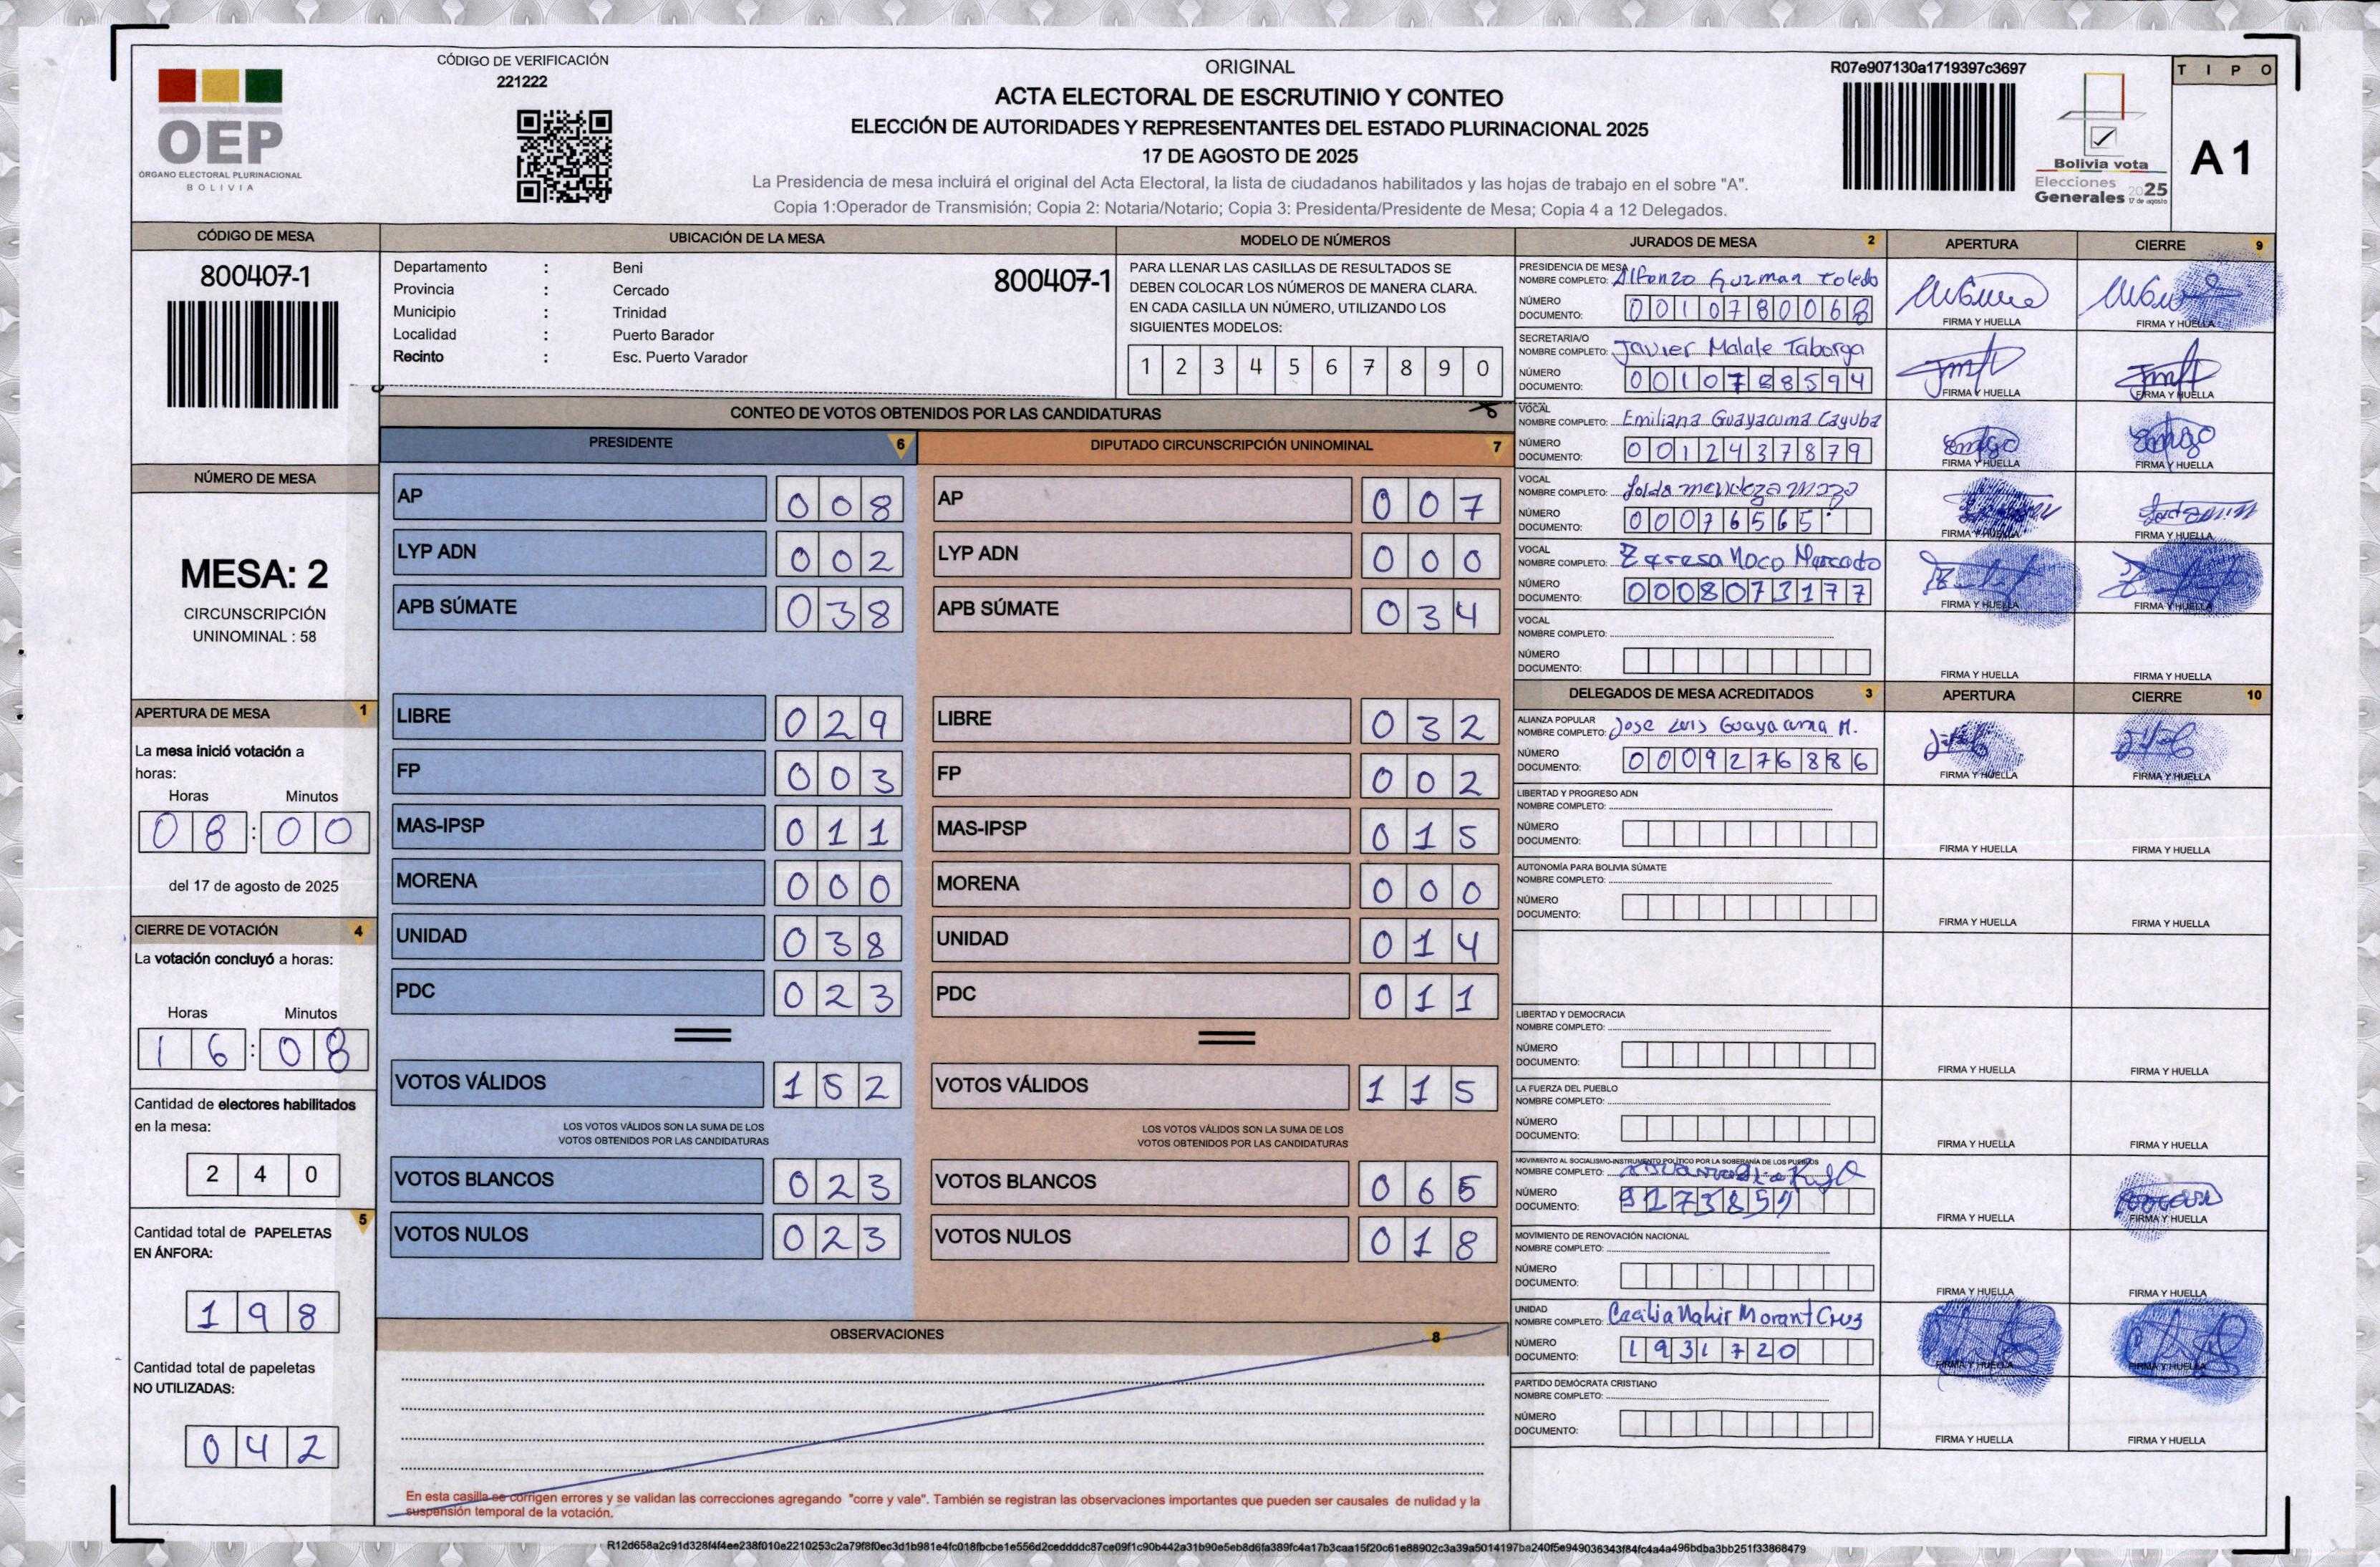 CÓDIGO DE VERIFICACIÓN
221222
OEP
ÓRGANO ELECTORAL PLURINACIONAL
BOLIVIA
ORIGINAL
ACTA ELECTORAL DE ESCRUTINIO Y CONTEO
ELECCIÓN DE AUTORIDADES Y REPRESENTANTES DEL ESTADO PLURINACIONAL 2025
17 DE AGOSTO DE 2025
La Presidencia de mesa incluirá el original del Acta Electoral, la lista de ciudadanos habilitados y las hojas de trabajo en el sobre "A".
Copia 1:Operador de Transmisión; Copia 2: Notaria/Notario; Copia 3: Presidenta/Presidente de Mesa; Copia 4 a 12 Delegados.
R07e907130a1719397c3697
Bolivia vota
Elecciones
Generales 2025
17 de agosto
TIPO
A1
CÓDIGO DE MESA
800407-1
NÚMERO DE MESA
MESA: 2
CIRCUNSCRIPCIÓN
UNINOMINAL : 58
APERTURA DE MESA 1
La mesa inició votación a
horas:
Horas Minutos
08:00
del 17 de agosto de 2025
CIERRE DE VOTACIÓN 4
La votación concluyó a horas:
Horas Minutos
16:08
Cantidad de electores habilitados
en la mesa:
240
5
Cantidad total de PAPELETAS
EN ÁNFORA:
198
Cantidad total de papeletas
NO UTILIZADAS:
042
UBICACIÓN DE LA MESA
Departamento : Beni
800407-1
Provincia : Cercado
Municipio : Trinidad
Localidad : Puerto Barador
Recinto : Esc. Puerto Varador
MODELO DE NÚMEROS
PARA LLENAR LAS CASILLAS DE RESULTADOS SE
DEBEN COLOCAR LOS NÚMEROS DE MANERA CLARA.
EN CADA CASILLA UN NÚMERO, UTILIZANDO LOS
SIGUIENTES MODELOS:
1 2 3 4 5 6 7 8 9 0
CONTEO DE VOTOS OBTENIDOS POR LAS CANDIDATURAS
PRESIDENTE 6
AP 008
LYP ADN 002
APB SÚMATE 038
LIBRE 029
FP 003
MAS-IPSP 011
MORENA 000
UNIDAD 038
PDC 023
VOTOS VÁLIDOS 152
LOS VOTOS VÁLIDOS SON LA SUMA DE LOS
VOTOS OBTENIDOS POR LAS CANDIDATURAS
VOTOS BLANCOS 023
VOTOS NULOS 023
DIPUTADO CIRCUNSCRIPCIÓN UNINOMINAL 7
AP 007
LYP ADN 000
APB SÚMATE 034
LIBRE 032
FP 002
MAS-IPSP 015
MORENA 000
UNIDAD 014
PDC 011
VOTOS VÁLIDOS 115
LOS VOTOS VÁLIDOS SON LA SUMA DE LOS
VOTOS OBTENIDOS POR LAS CANDIDATURAS
VOTOS BLANCOS 065
VOTOS NULOS 018
OBSERVACIONES 8
En esta casilla se corrigen errores y se validan las correcciones agregando "corre y vale". También se registran las observaciones importantes que pueden ser causales de nulidad y la
suspensión temporal de la votación.
JURADOS DE MESA 2 APERTURA CIERRE 9
PRESIDENCIA DE MESA
NOMBRE COMPLETO: Alfonzo Guzman Toledo
NÚMERO
DOCUMENTO: 0010780068
FIRMA Y HUELLA FIRMA Y HUELLA
SECRETARIA/O
NOMBRE COMPLETO: Javier Malale Taborga
NÚMERO
DOCUMENTO: 0010788594
FIRMA Y HUELLA FIRMA Y HUELLA
VOCAL
NOMBRE COMPLETO: Emiliana Guayacuma Cayuba
NÚMERO
DOCUMENTO: 0012437879
FIRMA Y HUELLA FIRMA Y HUELLA
VOCAL
NOMBRE COMPLETO: mendeza
NÚMERO
DOCUMENTO: 00076565
FIRMA Y HUELLA FIRMA Y HUELLA
VOCAL
NOMBRE COMPLETO: Teresa Noco Mercado
NÚMERO
DOCUMENTO: 0008073177
FIRMA Y HUELLA FIRMA Y HUELLA
VOCAL
NOMBRE COMPLETO:
NÚMERO
DOCUMENTO:
FIRMA Y HUELLA FIRMA Y HUELLA
DELEGADOS DE MESA ACREDITADOS 3 APERTURA CIERRE 10
ALIANZA POPULAR
NOMBRE COMPLETO: Jose Luis Guayacuma M.
NÚMERO
DOCUMENTO: 0009276886
FIRMA Y HUELLA FIRMA Y HUELLA
LIBERTAD Y PROGRESO ADN
NOMBRE COMPLETO:
NÚMERO
DOCUMENTO:
FIRMA Y HUELLA FIRMA Y HUELLA
AUTONOMÍA PARA BOLIVIA SÚMATE
NOMBRE COMPLETO:
NÚMERO
DOCUMENTO:
FIRMA Y HUELLA FIRMA Y HUELLA
LIBERTAD Y DEMOCRACIA
NOMBRE COMPLETO:
NÚMERO
DOCUMENTO:
FIRMA Y HUELLA FIRMA Y HUELLA
LA FUERZA DEL PUEBLO
NOMBRE COMPLETO:
NÚMERO
DOCUMENTO:
FIRMA Y HUELLA FIRMA Y HUELLA
MOVIMIENTO AL SOCIALISMO-INSTRUMENTO POLÍTICO POR LA SOBERANÍA DE LOS PUEBLOS
NOMBRE COMPLETO:
NÚMERO
DOCUMENTO:
FIRMA Y HUELLA FIRMA Y HUELLA
MOVIMIENTO DE RENOVACIÓN NACIONAL
NOMBRE COMPLETO:
NÚMERO
DOCUMENTO:
FIRMA Y HUELLA FIRMA Y HUELLA
UNIDAD
NOMBRE COMPLETO: Cecilia Nahir Morant Cruz
NÚMERO
DOCUMENTO: 1931720
FIRMA Y HUELLA FIRMA Y HUELLA
PARTIDO DEMÓCRATA CRISTIANO
NOMBRE COMPLETO:
NÚMERO
DOCUMENTO:
FIRMA Y HUELLA FIRMA Y HUELLA